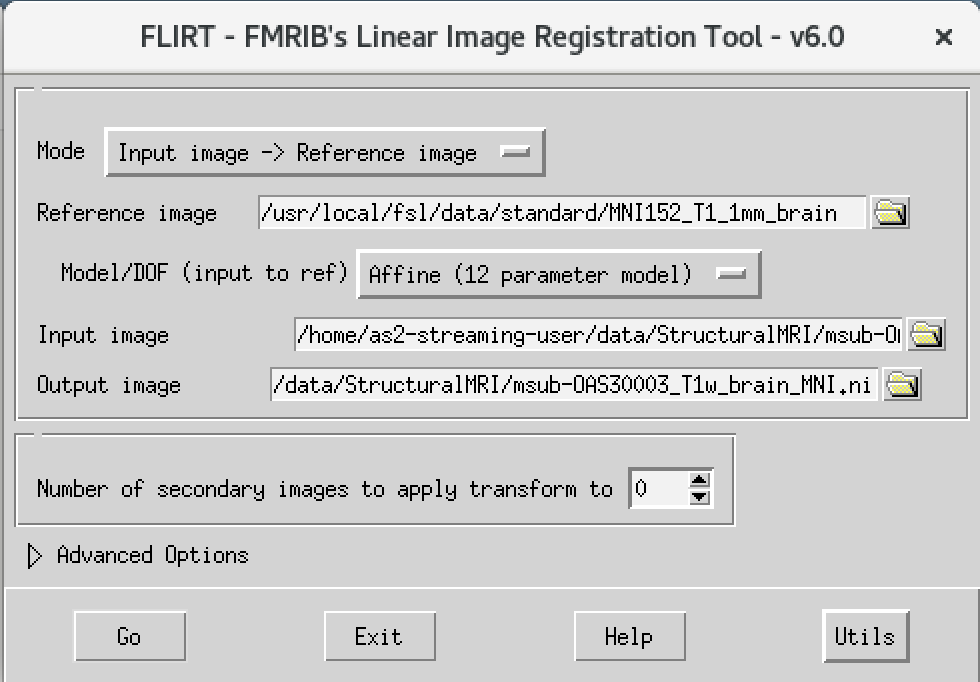 FLIRT - FMRIB's Linear Image Registration Tool - v6.0
Mode Input image -> Reference image
Reference image /usr/local/fsl/data/standard/MNI152_T1_1mm_brain
Model/DOF (input to ref) Affine (12 parameter model)
Input image /home/as2-streaming-user/data/StructuralMRI/msub-O
Output image /data/StructuralMRI/msub-OAS30003_T1w_brain_MNI.ni
Number of secondary images to apply transform to 0
Advanced Options
Go Exit Help Utils